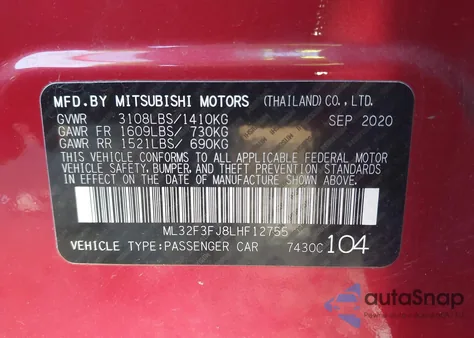 MFD.BY MITSUBISHI MOTORS (THAILAND) CO., LTD.
GVWR 3108LBS/1410KG SEP 2020
GAWR FR 1609LBS/ 730KG
GAWR RR 1521LBS/ 690KG
THIS VEHICLE CONFORMS TO ALL APPLICABLE FEDERAL MOTOR
VEHICLE SAFETY, BUMPER, AND THEFT PREVENTION STANDARDS
IN EFFECT ON THE DATE OF MANUFACTURE SHOWN ABOVE.
ML32F3FJ8LHF12755
VEHICLE TYPE:PASSENGER CAR 7430C 104
autoSnap